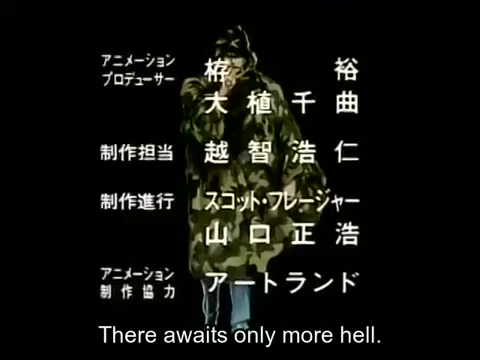 アニメーション
プロデューサー
栫　裕
大植千曲
制作担当 越智浩仁
制作進行 スコット・フレージャー
山口正浩
アニメーション
制作協力
アートランド
There awaits only more hell.